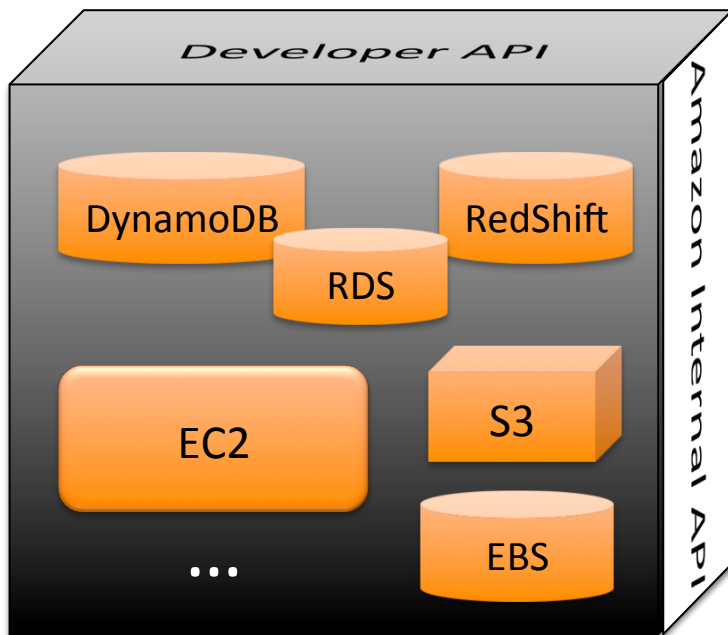 Developer API
Amazon Internal API
DynamoDB
RedShift
RDS
EC2
S3
EBS
...